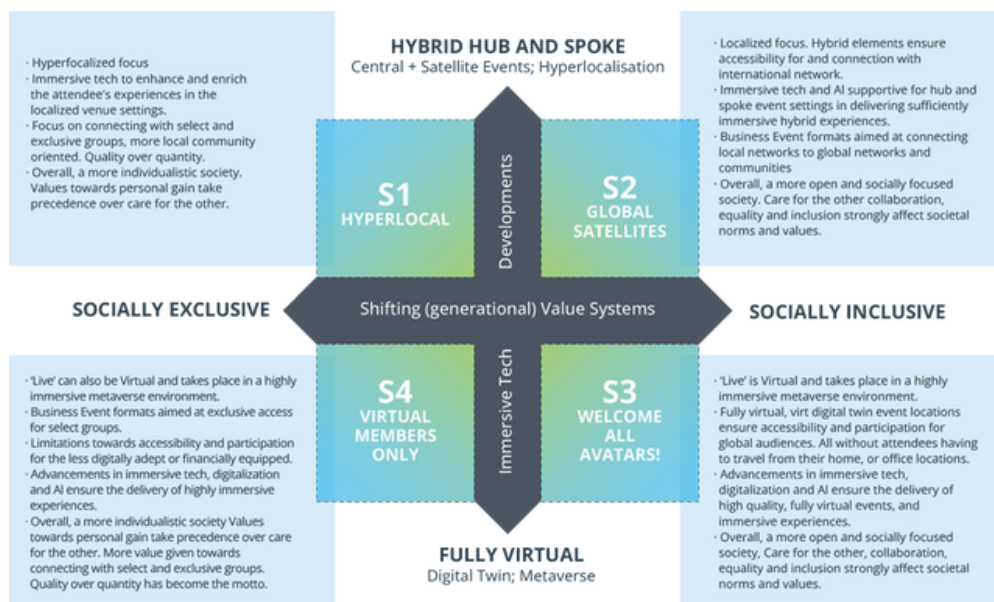 HYBRID HUB AND SPOKE
Central + Satellite Events; Hyperlocalisation
· Hyperfocalized focus
· Immersive tech to enhance and enrich
the attendee's experiences in the
localized venue settings.
· Focus on connecting with select and
exclusive groups, more local community
oriented. Quality over quantity.
· Overall, a more individualistic society.
Values towards personal gain take
precedence over care for the other.
S1
HYPERLOCAL
Developments
S2
GLOBAL
SATELLITES
· Localized focus. Hybrid elements ensure
accessibility for and connection with
international network.
· Immersive tech and AI supportive for hub and
spoke event settings in delivering sufficiently
immersive hybrid experiences.
· Business Event formats aimed at connecting
local networks to global networks and
communities
· Overall, a more open and socially focused
society. Care for the other collaboration,
equality and inclusion strongly affect societal
norms and values.
SOCIALLY EXCLUSIVE
Shifting (generational) Value Systems
SOCIALLY INCLUSIVE
· 'Live' can also be Virtual and takes place in a highly
immersive metaverse environment.
· Business Event formats aimed at exclusive access
for select groups.
· Limitations towards accessibility and participation
for the less digitally adept or financially equipped.
· Advancements in immersive tech, digitalization
and AI ensure the delivery of highly immersive
experiences.
· Overall, a more individualistic society Values
towards personal gain take precedence over care
for the other. More value given towards
connecting with select and exclusive groups.
Quality over quantity has become the motto.
S4
VIRTUAL
MEMBERS
ONLY
Immersive Tech
S3
WELCOME
ALL
AVATARS!
· 'Live' is Virtual and takes place in a highly
immersive metaverse environment.
· Fully virtual, virt digital twin event locations
ensure accessibility and participation for
global audiences. All without attendees having
to travel from their home, or office locations.
· Advancements in immersive tech,
digitalization and AI ensure the delivery of
high quality, fully virtual events, and
immersive experiences.
· Overall, a more open and socially focused
society, Care for the other, collaboration,
equality and inclusion strongly affect societal
norms and values.
FULLY VIRTUAL
Digital Twin; Metaverse